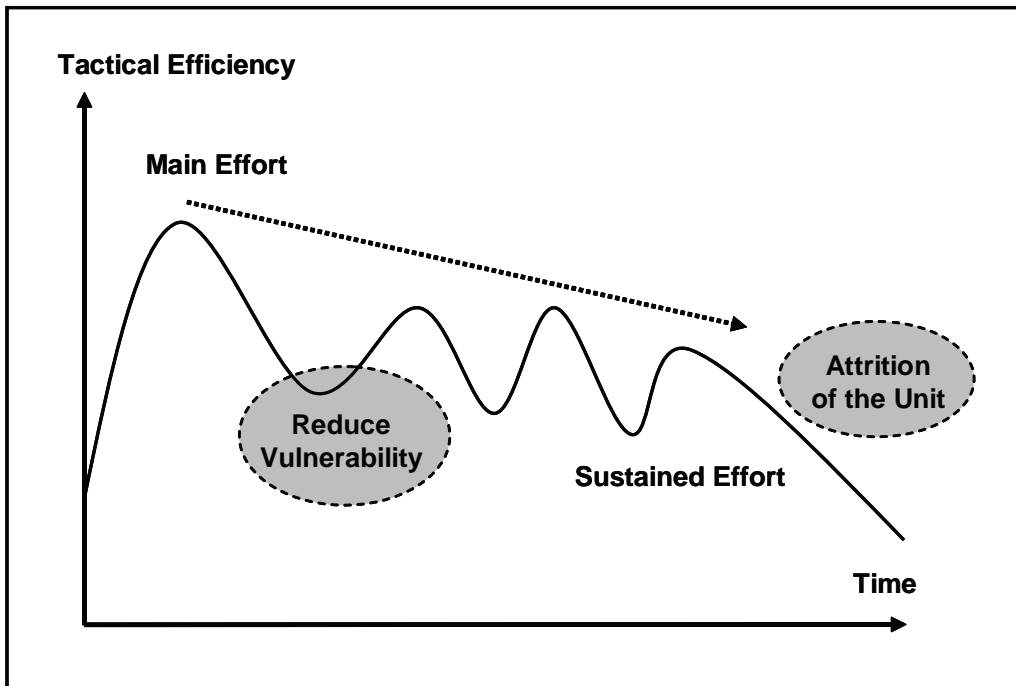 Tactical Efficiency
Main Effort
Attrition
of the Unit
Reduce
Vulnerability
Sustained Effort
Time